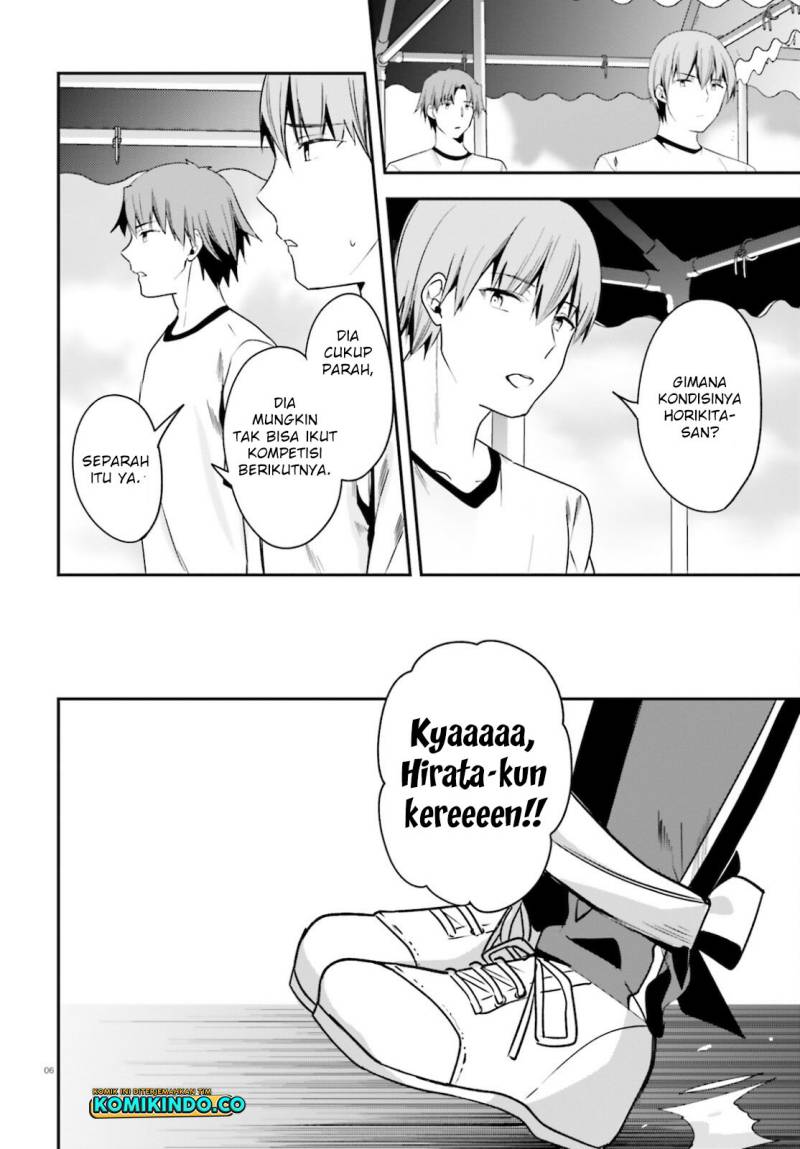 GIMANA
KONDISINYA
HORIKITA-
SAN?
DIA
CUKUP
PARAH,
DIA
MUNGKIN
TAK BISA IKUT
KOMPETISI
BERIKUTNYA.
SEPARAH
ITU YA.
Kyaaaaa,
Hirata-kun
kereeeen!!
06
KOMIK INI DITERJEMAHKAN TIM
KOMIKINDO.CO